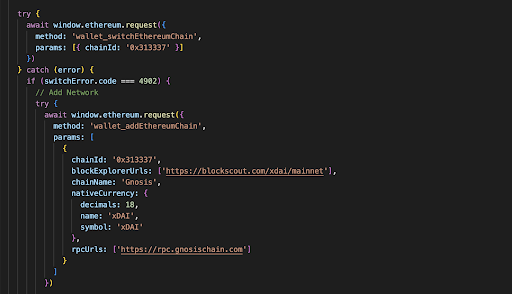 try {
await window.ethereum.request({
method: 'wallet_switchEthereumChain',
params: [{ chainId: '0x313337' }]
})
} catch (error) {
if (switchError.code === 4902) {
// Add Network
try {
await window.ethereum.request({
method: 'wallet_addEthereumChain',
params: [
{
chainId: '0x313337',
blockExplorerUrls: ['https://blockscout.com/xdai/mainnet'],
chainName: 'Gnosis',
nativeCurrency: {
decimals: 18,
name: 'xDAI',
symbol: 'xDAI'
},
rpcUrls: ['https://rpc.gnosischain.com']
}
]
})